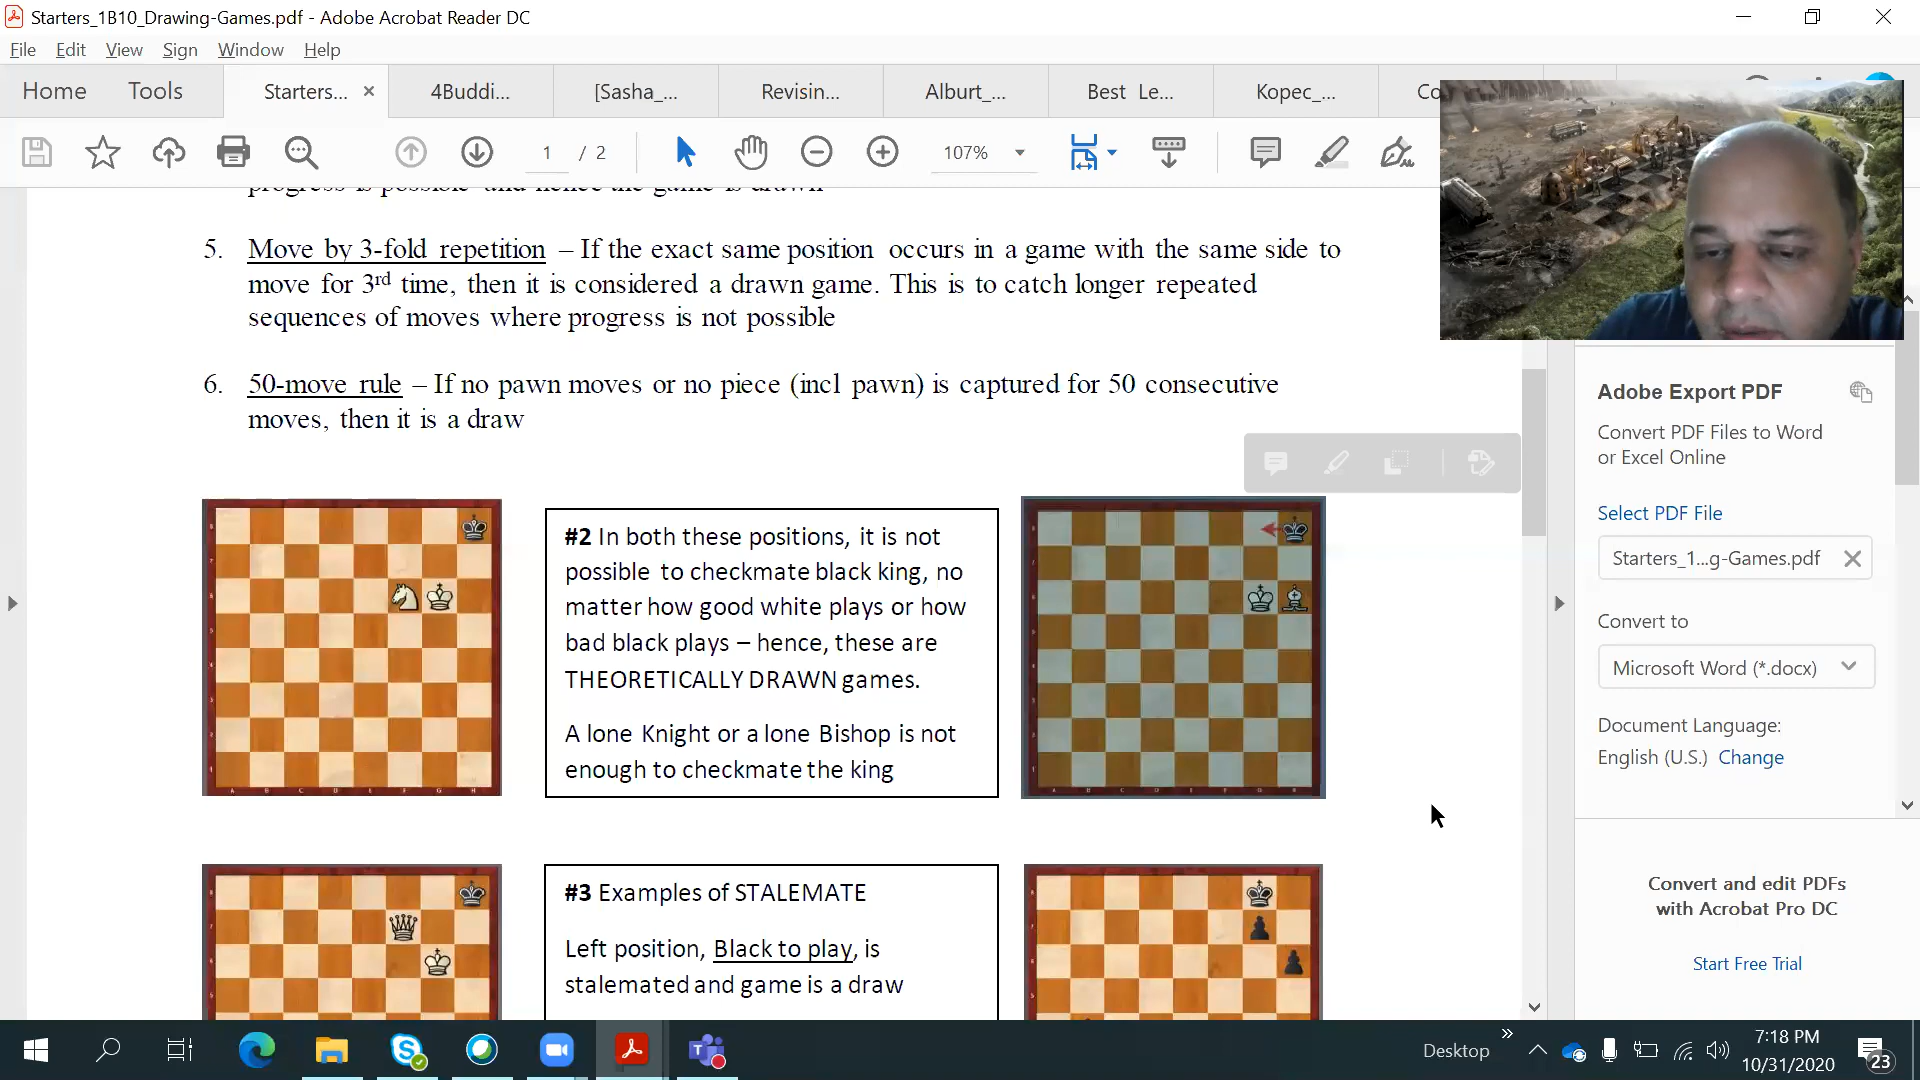 Starters_1B10_Drawing-Games.pdf - Adobe Acrobat Reader DC
File Edit View Sign Window Help
Home Tools Starters... 4Buddi... [Sasha_... Revisin... Alburt_... Best Le... Kopec_... Co
1 / 2 107%
progress is possible and hence the game is drawn
5. Move by 3-fold repetition – If the exact same position occurs in a game with the same side to
move for 3rd time, then it is considered a drawn game. This is to catch longer repeated
sequences of moves where progress is not possible
6. 50-move rule – If no pawn moves or no piece (incl pawn) is captured for 50 consecutive
moves, then it is a draw
#2 In both these positions, it is not
possible to checkmate black king, no
matter how good white plays or how
bad black plays – hence, these are
THEORETICALLY DRAWN games.
A lone Knight or a lone Bishop is not
enough to checkmate the king
#3 Examples of STALEMATE
Left position, Black to play, is
stalemated and game is a draw
Adobe Export PDF
Convert PDF Files to Word
or Excel Online
Select PDF File
Starters_1...g-Games.pdf
Convert to
Microsoft Word (*.docx)
Document Language:
English (U.S.) Change
Convert and edit PDFs
with Acrobat Pro DC
Start Free Trial
Desktop
7:18 PM
10/31/2020
23